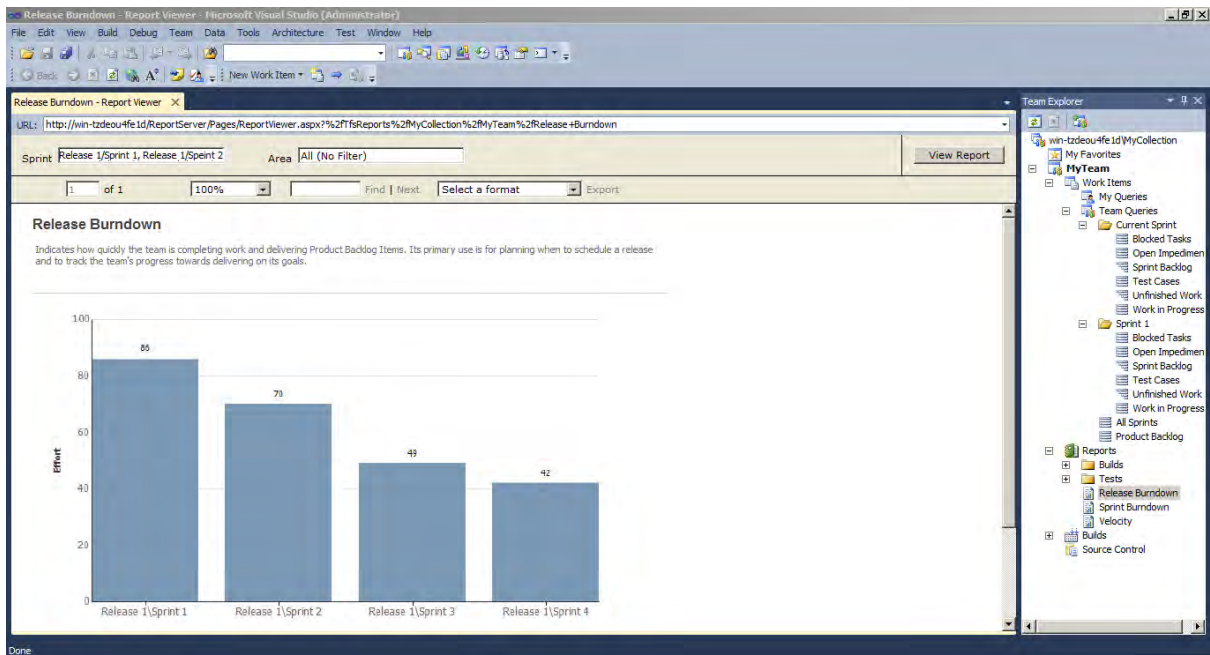 Release Burndown - Report Viewer - Microsoft Visual Studio (Administrator)
File Edit View Build Debug Team Data Tools Architecture Test Window Help
Back A New Work Item
Release Burndown - Report Viewer X
URL: http://win-tzdeou4fe1d/ReportServer/Pages/ReportViewer.aspx?%2fTfsReports%2fMyCollection%2fMyTeam%2fRelease+Burndown
Sprint Release 1/Sprint 1, Release 1/Speint 2 Area All (No Filter) View Report
1 of 1 100% Find | Next Select a format Export
Release Burndown
Indicates how quickly the team is completing work and delivering Product Backlog Items. Its primary use is for planning when to schedule a release
and to track the team's progress towards delivering on its goals.
100
80
60
40
20
0
Effort
86
70
49
42
Release 1\Sprint 1 Release 1\Sprint 2 Release 1\Sprint 3 Release 1\Sprint 4
Team Explorer
win-tzdeou4fe1d\MyCollection
My Favorites
MyTeam
Work Items
My Queries
Team Queries
Current Sprint
Blocked Tasks
Open Impedimen
Sprint Backlog
Test Cases
Unfinished Work
Work in Progress
Sprint 1
Blocked Tasks
Open Impedimen
Sprint Backlog
Test Cases
Unfinished Work
Work in Progress
All Sprints
Product Backlog
Reports
Builds
Tests
Release Burndown
Sprint Burndown
Velocity
Builds
Source Control
Done